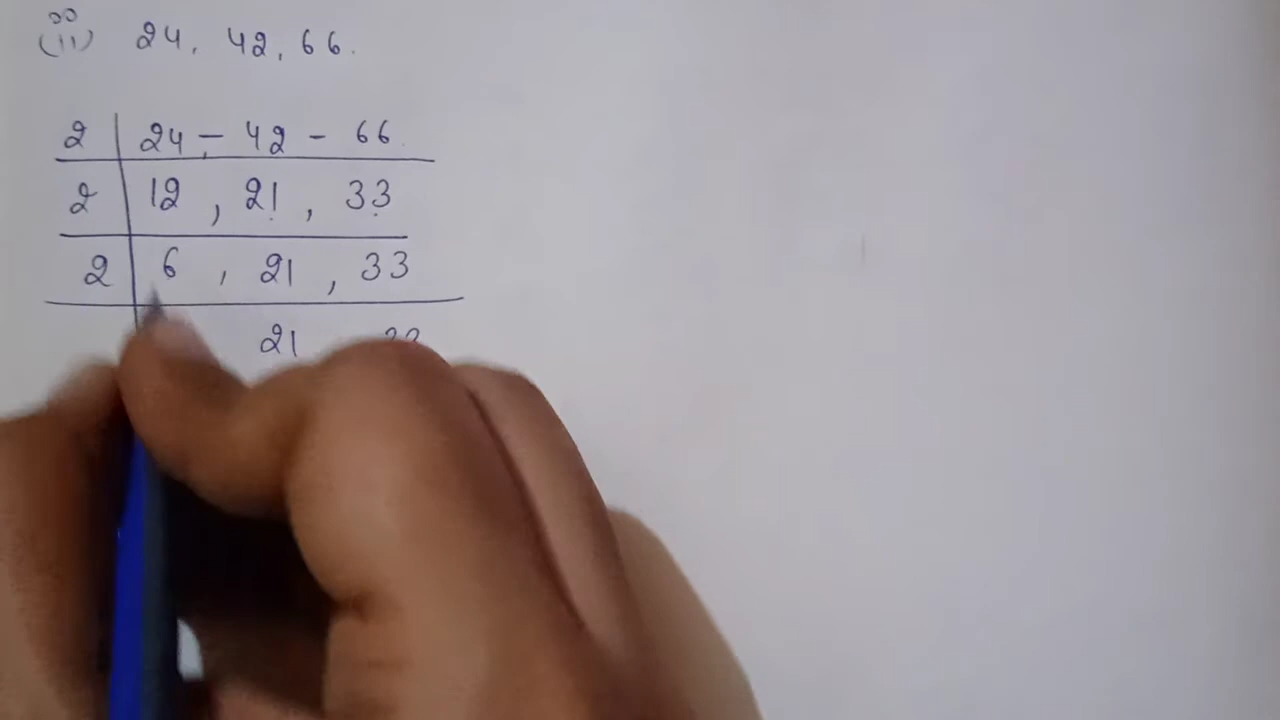 (ii) 24, 42, 66.
2 24 - 42 - 66
2 12, 21, 33
2 6, 21, 33
21